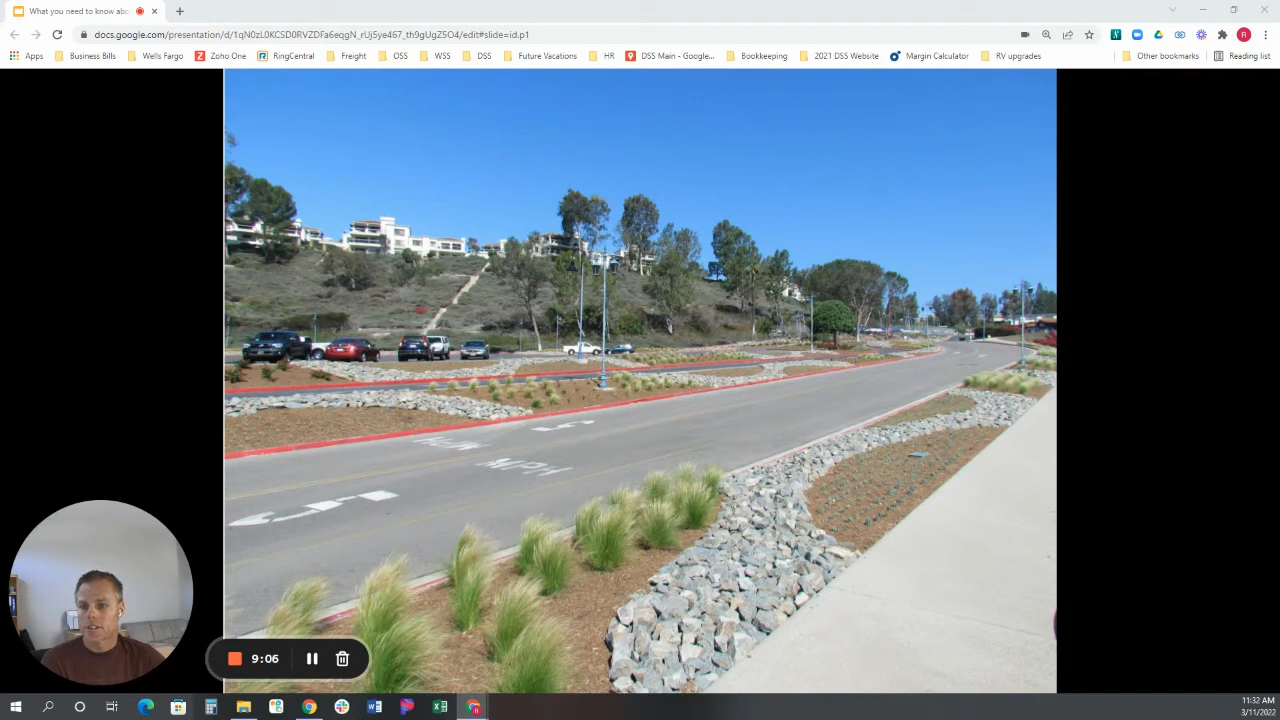 What you need to know abo
docs.google.com/presentation/d/1qN0zL0KCSD0RVZDFa6eqgN_rUj5ye467_th9gUgZ5O4/edit#slide=id.p1
Apps Business Bills Wells Fargo Zoho One RingCentral Freight OSS WSS DSS Future Vacations HR DSS Main - Google... Bookkeeping 2021 DSS Website Margin Calculator RV upgrades Other bookmarks Reading list
MPH
9:06
11:32 AM
3/11/2022